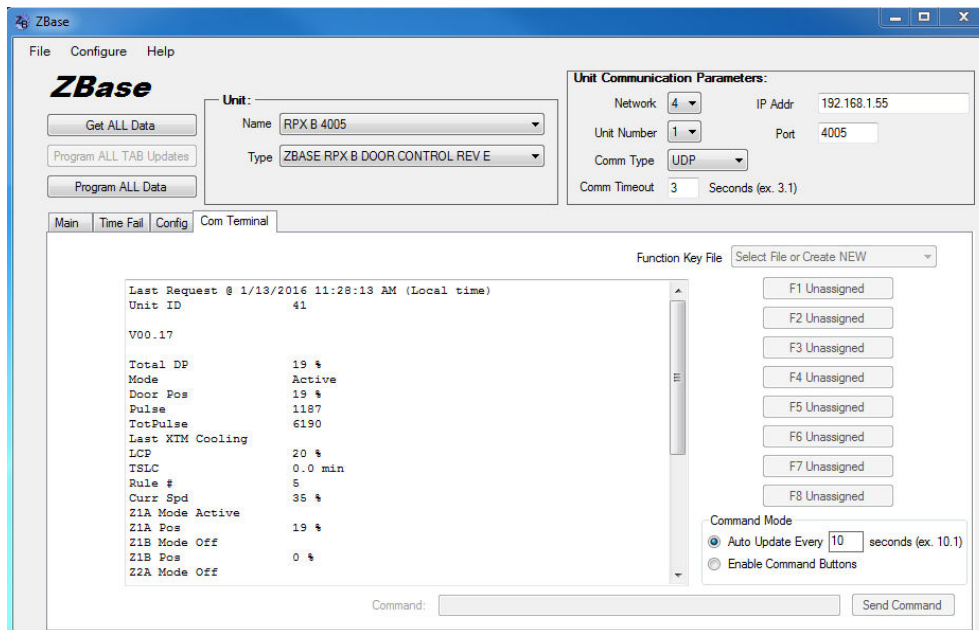 ZBase
File Configure Help
ZBase
Get ALL Data
Program ALL TAB Updates
Program ALL Data
Unit:
Name RPX B 4005
Type ZBASE RPX B DOOR CONTROL REV E
Unit Communication Parameters:
Network 4 IP Addr 192.168.1.55
Unit Number 1 Port 4005
Comm Type UDP
Comm Timeout 3 Seconds (ex. 3.1)
Main Time Fail Config Com Terminal
Function Key File Select File or Create NEW
Last Request @ 1/13/2016 11:28:13 AM (Local time)
Unit ID 41
V00.17
Total DP 19 %
Mode Active
Door Pos 19 %
Pulse 1187
TotPulse 6190
Last XTM Cooling
LCP 20 %
TSLC 0.0 min
Rule # 5
Curr Spd 35 %
Z1A Mode Active
Z1A Pos 19 %
Z1B Mode Off
Z1B Pos 0 %
Z2A Mode Off
F1 Unassigned
F2 Unassigned
F3 Unassigned
F4 Unassigned
F5 Unassigned
F6 Unassigned
F7 Unassigned
F8 Unassigned
Command Mode
Auto Update Every 10 seconds (ex. 10.1)
Enable Command Buttons
Command: Send Command